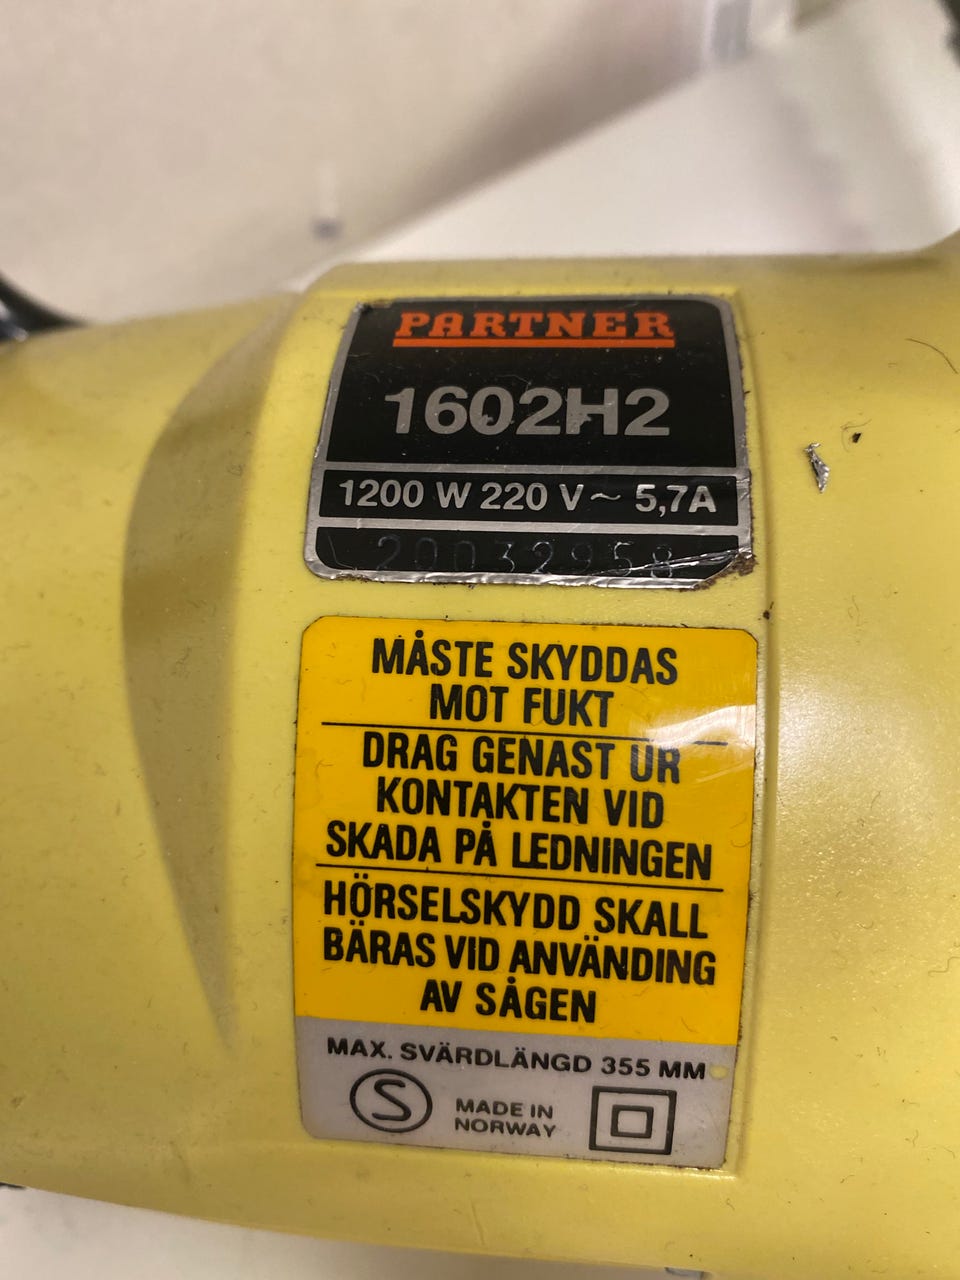 PARTNER
1602H2
1200 W 220 V ~ 5,7A
20032958
MÅSTE SKYDDAS
MOT FUKT
DRAG GENAST UR
KONTAKTEN VID
SKADA PÅ LEDNINGEN
HÖRSELSKYDD SKALL
BÄRAS VID ANVÄNDING
AV SÅGEN
MAX. SVÄRDLÄNGD 355 MM
S
MADE IN
NORWAY